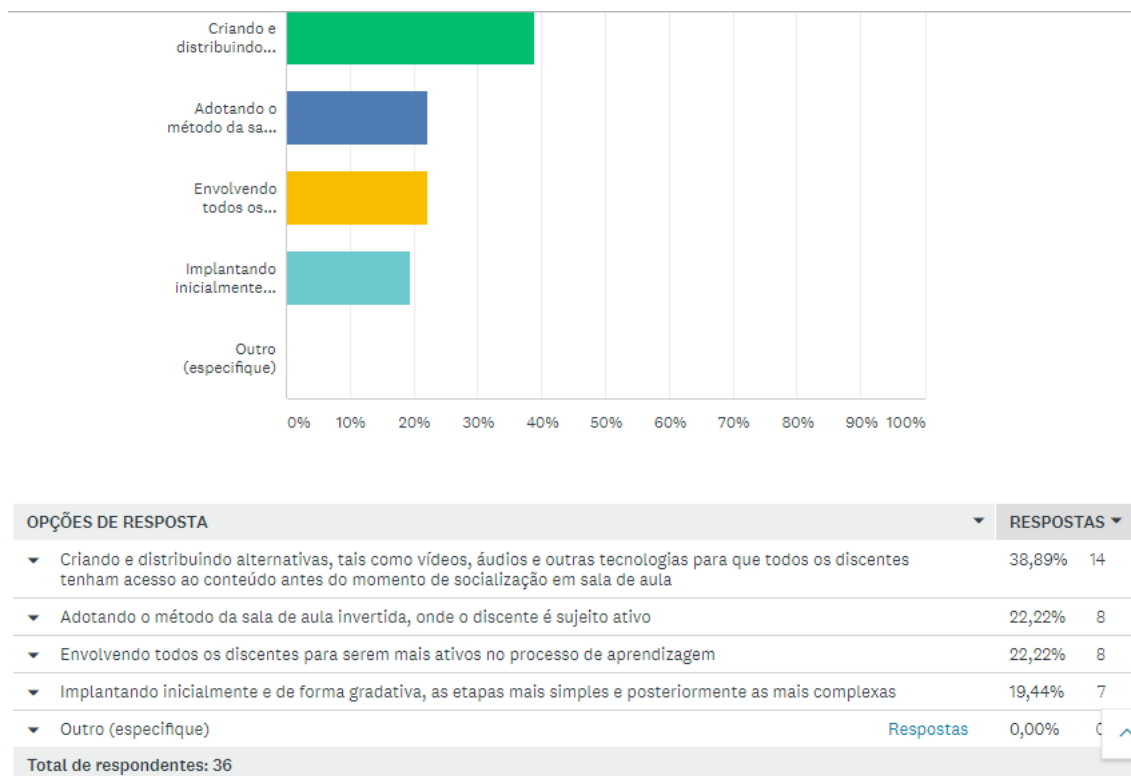 Criando e
distribuindo...
Adotando o
método da sa...
Envolvendo
todos os...
Implantando
inicialmente...
Outro
(especifique)
0% 10% 20% 30% 40% 50% 60% 70% 80% 90% 100%
OPÇÕES DE RESPOSTA RESPOSTAS
Criando e distribuindo alternativas, tais como vídeos, áudios e outras tecnologias para que todos os discentes 38,89% 14
tenham acesso ao conteúdo antes do momento de socialização em sala de aula
Adotando o método da sala de aula invertida, onde o discente é sujeito ativo 22,22% 8
Envolvendo todos os discentes para serem mais ativos no processo de aprendizagem 22,22% 8
Implantando inicialmente e de forma gradativa, as etapas mais simples e posteriormente as mais complexas 19,44% 7
Outro (especifique) Respostas 0,00%
Total de respondentes: 36